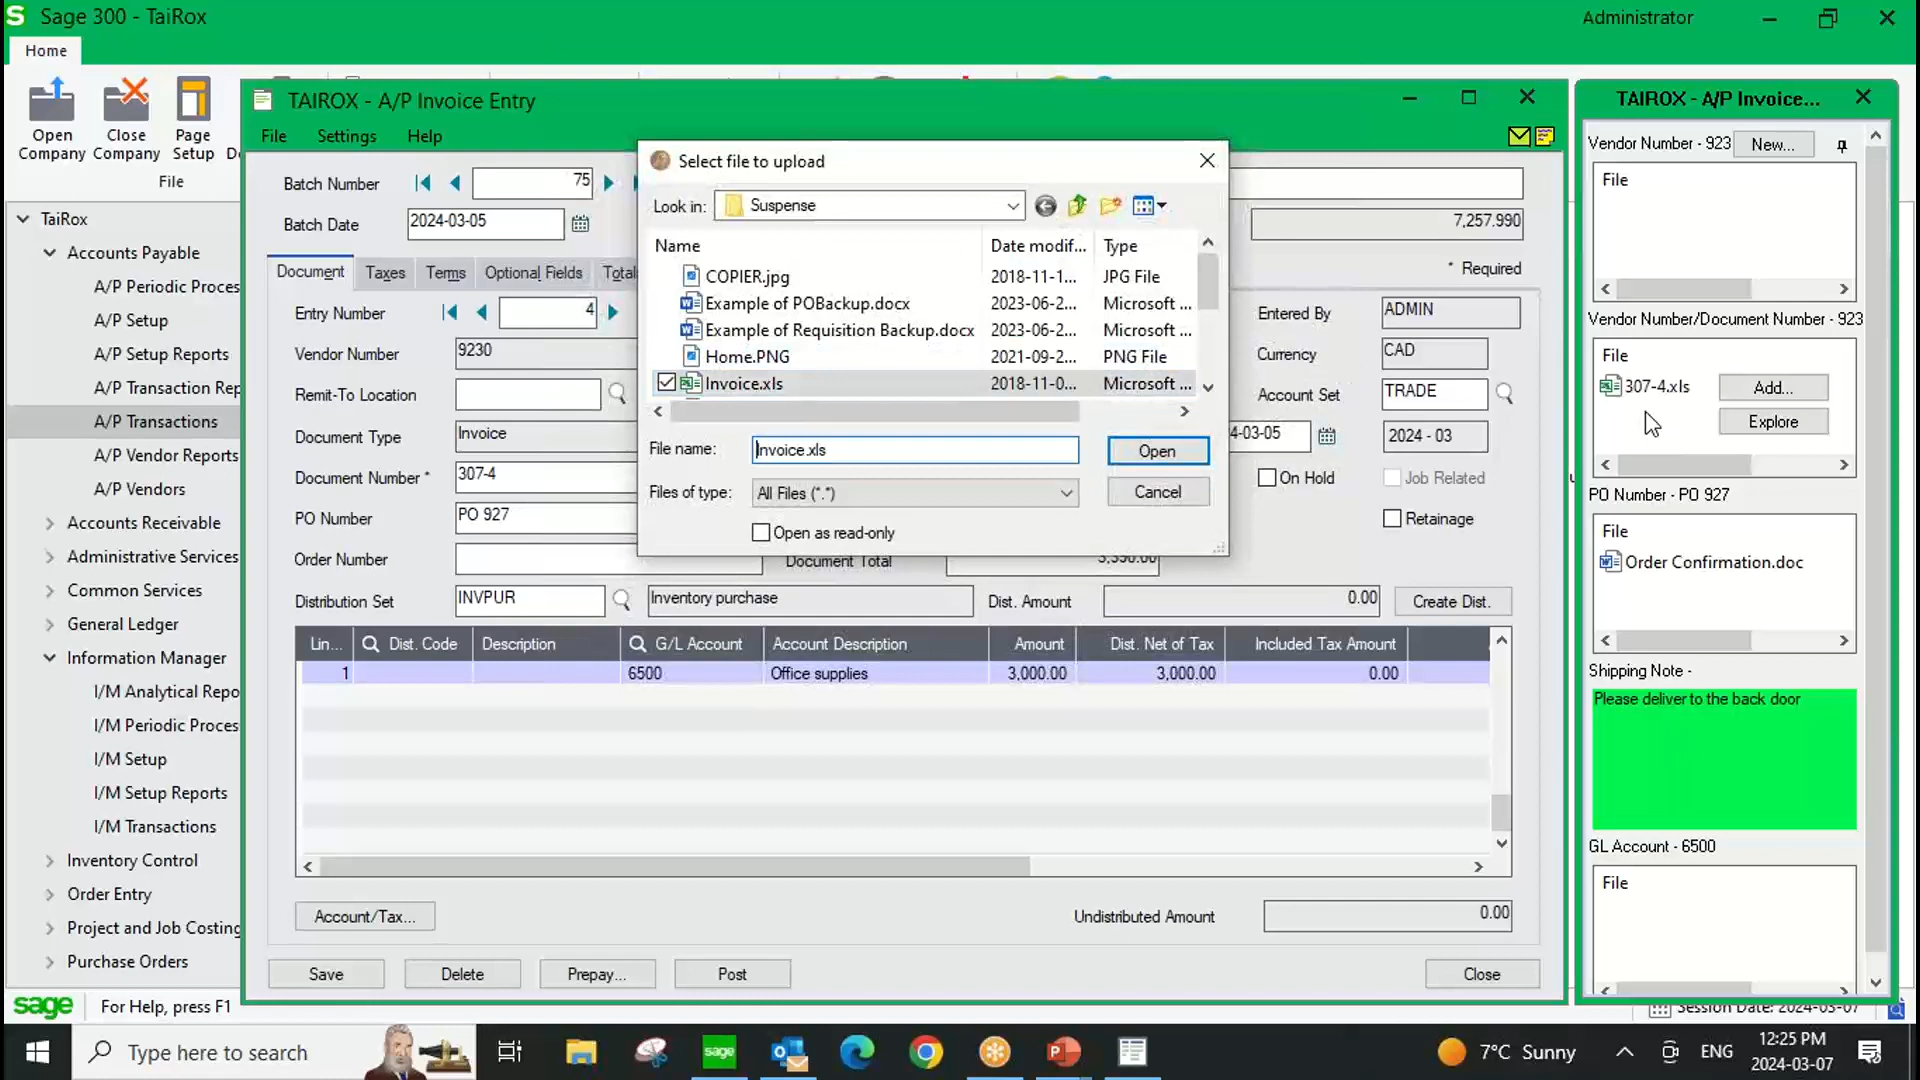 Sage 300 - TaiRox
Administrator
Home
Open Company
Close Company
Page Setup
File
TAIROX - A/P Invoice Entry
File Settings Help
Batch Number 75
Batch Date 2024-03-05
7,257.990
Document Taxes Terms Optional Fields
* Required
Entry Number 4
Vendor Number 9230
Remit-To Location
Document Type Invoice
Document Number * 307-4
PO Number PO 927
Order Number
Document Total
Distribution Set INVPUR Inventory purchase Dist. Amount 0.00 Create Dist.
Entered By ADMIN
Currency CAD
Account Set TRADE
4-03-05 2024 - 03
On Hold Job Related
Retainage
Lin... Dist. Code Description G/L Account Account Description Amount Dist. Net of Tax Included Tax Amount
1 6500 Office supplies 3,000.00 3,000.00 0.00
Account/Tax... Undistributed Amount 0.00
Save Delete Prepay... Post Close
Select file to upload
Look in: Suspense
Name Date modif... Type
COPIER.jpg 2018-11-1... JPG File
Example of POBackup.docx 2023-06-2... Microsoft ...
Example of Requisition Backup.docx 2023-06-2... Microsoft ...
Home.PNG 2021-09-2... PNG File
Invoice.xls 2018-11-0... Microsoft ...
File name: Invoice.xls Open
Files of type: All Files (*.*) Cancel
Open as read-only
TAIROX - A/P Invoice...
Vendor Number - 923 New...
File
Vendor Number/Document Number - 923
File
307-4.xls Add...
Explore
PO Number - PO 927
File
Order Confirmation.doc
Shipping Note -
Please deliver to the back door
GL Account - 6500
File
TaiRox
Accounts Payable
A/P Periodic Proces
A/P Setup
A/P Setup Reports
A/P Transaction Rep
A/P Transactions
A/P Vendor Reports
A/P Vendors
Accounts Receivable
Administrative Services
Common Services
General Ledger
Information Manager
I/M Analytical Repo
I/M Periodic Proces
I/M Setup
I/M Setup Reports
I/M Transactions
Inventory Control
Order Entry
Project and Job Costing
Purchase Orders
sage For Help, press F1
Session Date: 2024-03-07
Type here to search
sage
7°C Sunny
ENG
12:25 PM
2024-03-07